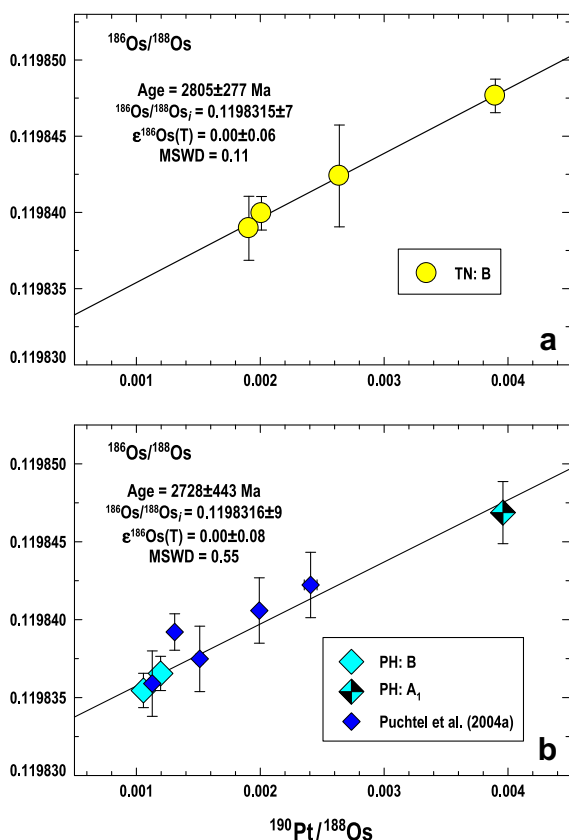 ¹⁸⁶Os/¹⁸⁸Os
0.119850
Age = 2805±277 Ma
¹⁸⁶Os/¹⁸⁸Osᵢ = 0.1198315±7
ε¹⁸⁶Os(T) = 0.00±0.06
MSWD = 0.11
0.119845
0.119840
0.119835
TN: B
0.119830
a
0.001 0.002 0.003 0.004
¹⁸⁶Os/¹⁸⁸Os
0.119850
Age = 2728±443 Ma
¹⁸⁶Os/¹⁸⁸Osᵢ = 0.1198316±9
ε¹⁸⁶Os(T) = 0.00±0.08
MSWD = 0.55
0.119845
0.119840
0.119835
PH: B
PH: A₁
Puchtel et al. (2004a)
0.119830
b
0.001 0.002 0.003 0.004
¹⁹⁰Pt/¹⁸⁸Os